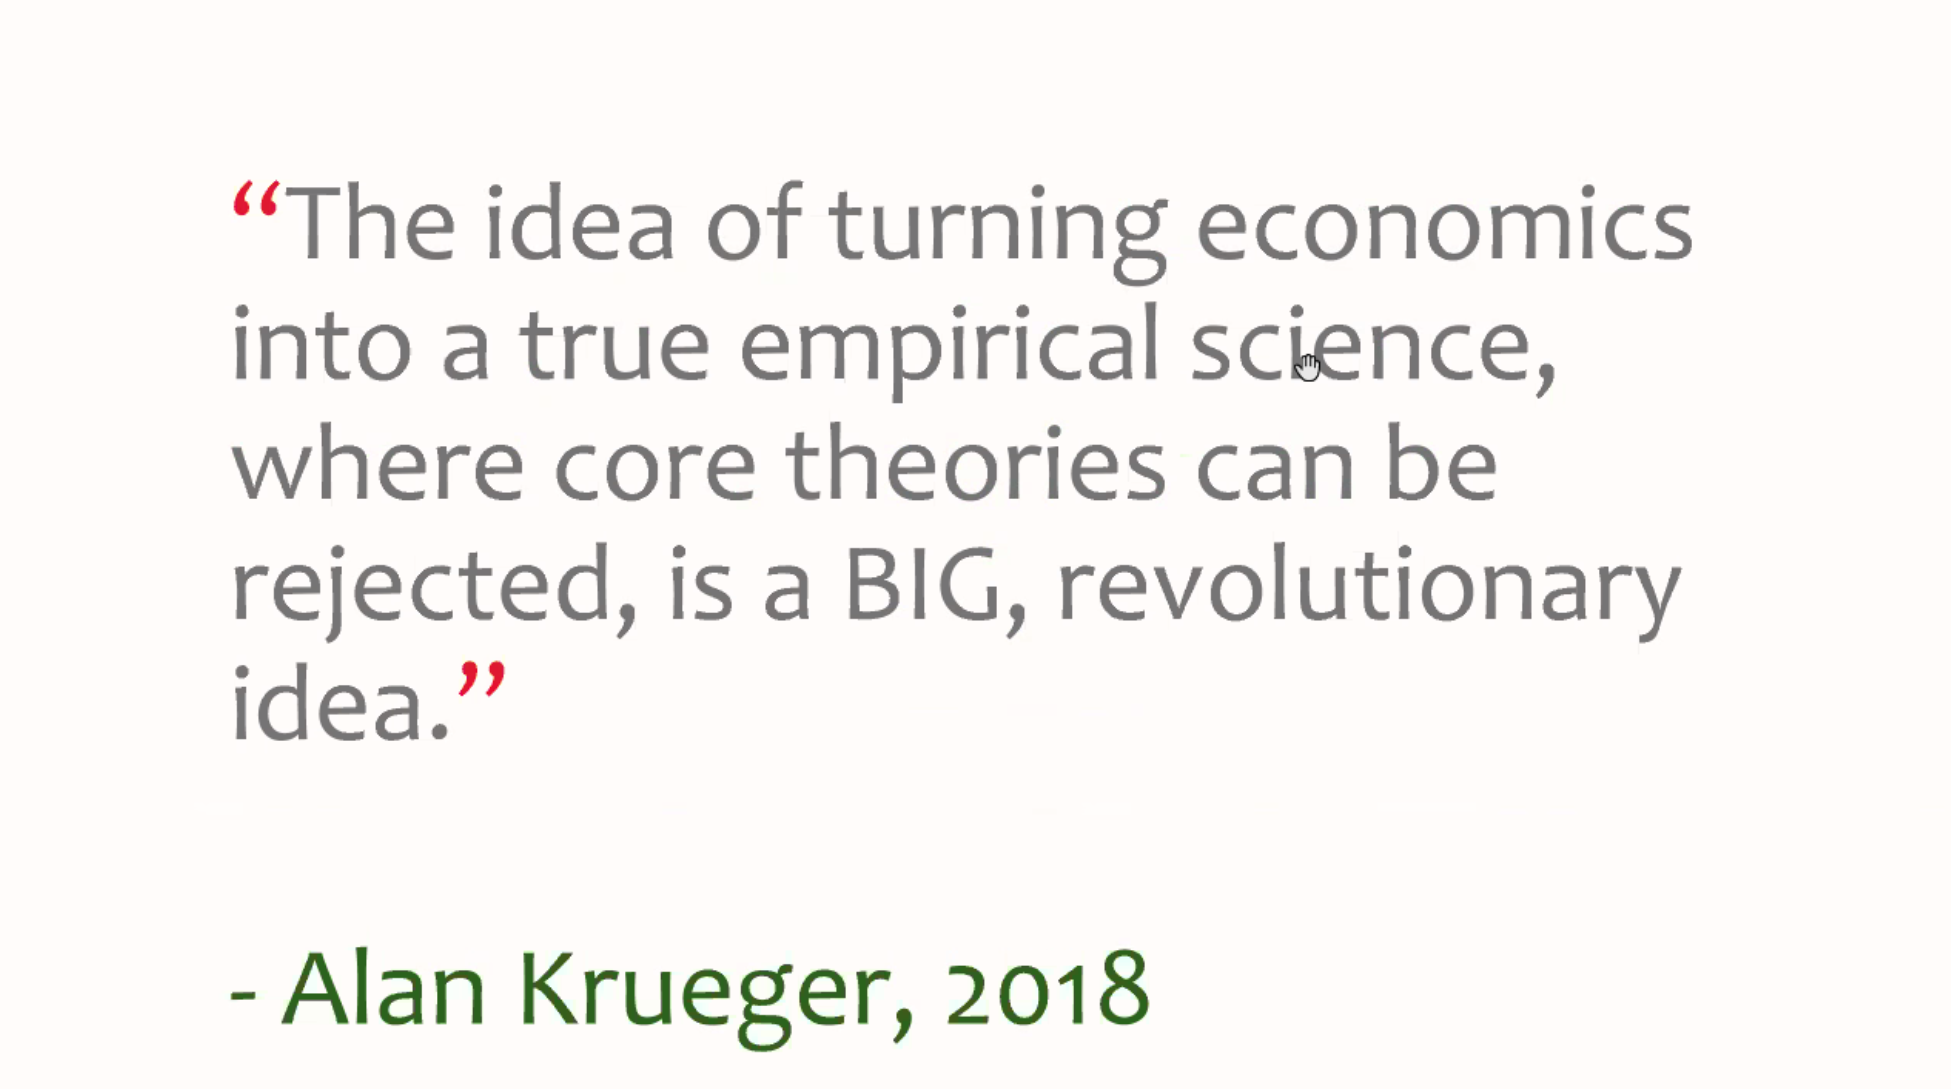 “The idea of turning economics
into a true empirical science,
where core theories can be
rejected, is a BIG, revolutionary
idea.”
- Alan Krueger, 2018